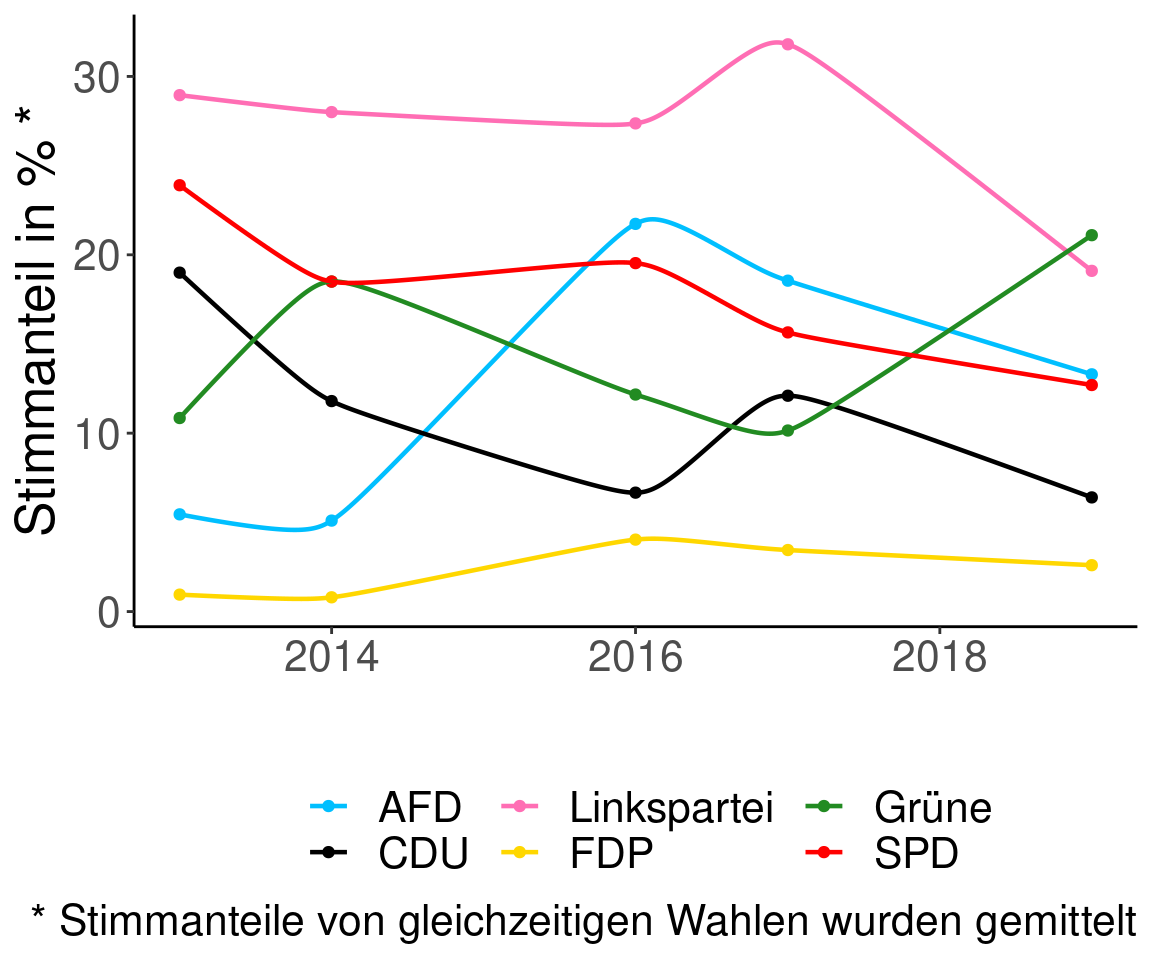 Stimmanteil in % *
30
20
10
0
2014 2016 2018
AFD Linkspartei Grüne
CDU FDP SPD
* Stimmanteile von gleichzeitigen Wahlen wurden gemittelt